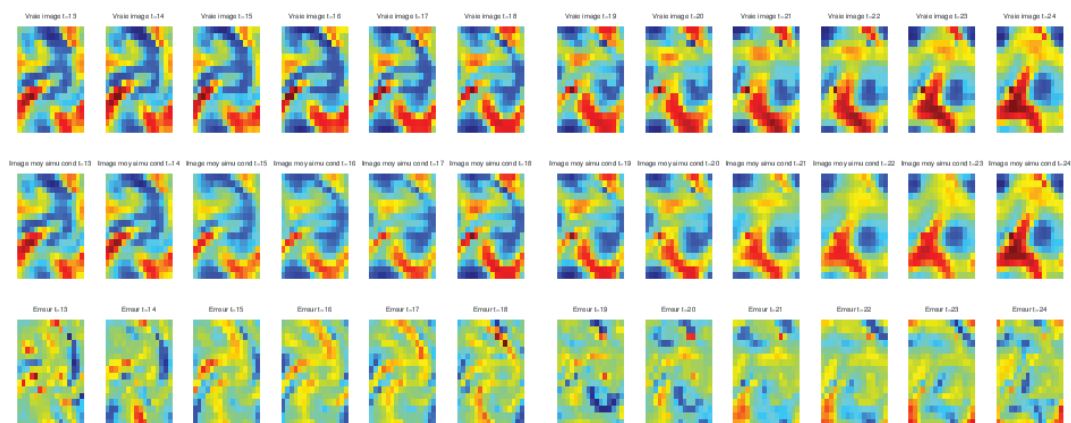 Vraie image t=13 Vraie image t=14 Vraie image t=15 Vraie image t=16 Vraie image t=17 Vraie image t=18 Vraie image t=19 Vraie image t=20 Vraie image t=21 Vraie image t=22 Vraie image t=23 Vraie image t=24
Image moy simu cond t=13 Image moy simu cond t=14 Image moy simu cond t=15 Image moy simu cond t=16 Image moy simu cond t=17 Image moy simu cond t=18 Image moy simu cond t=19 Image moy simu cond t=20 Image moy simu cond t=21 Image moy simu cond t=22 Image moy simu cond t=23 Image moy simu cond t=24
Erreur t=13 Erreur t=14 Erreur t=15 Erreur t=16 Erreur t=17 Erreur t=18 Erreur t=19 Erreur t=20 Erreur t=21 Erreur t=22 Erreur t=23 Erreur t=24